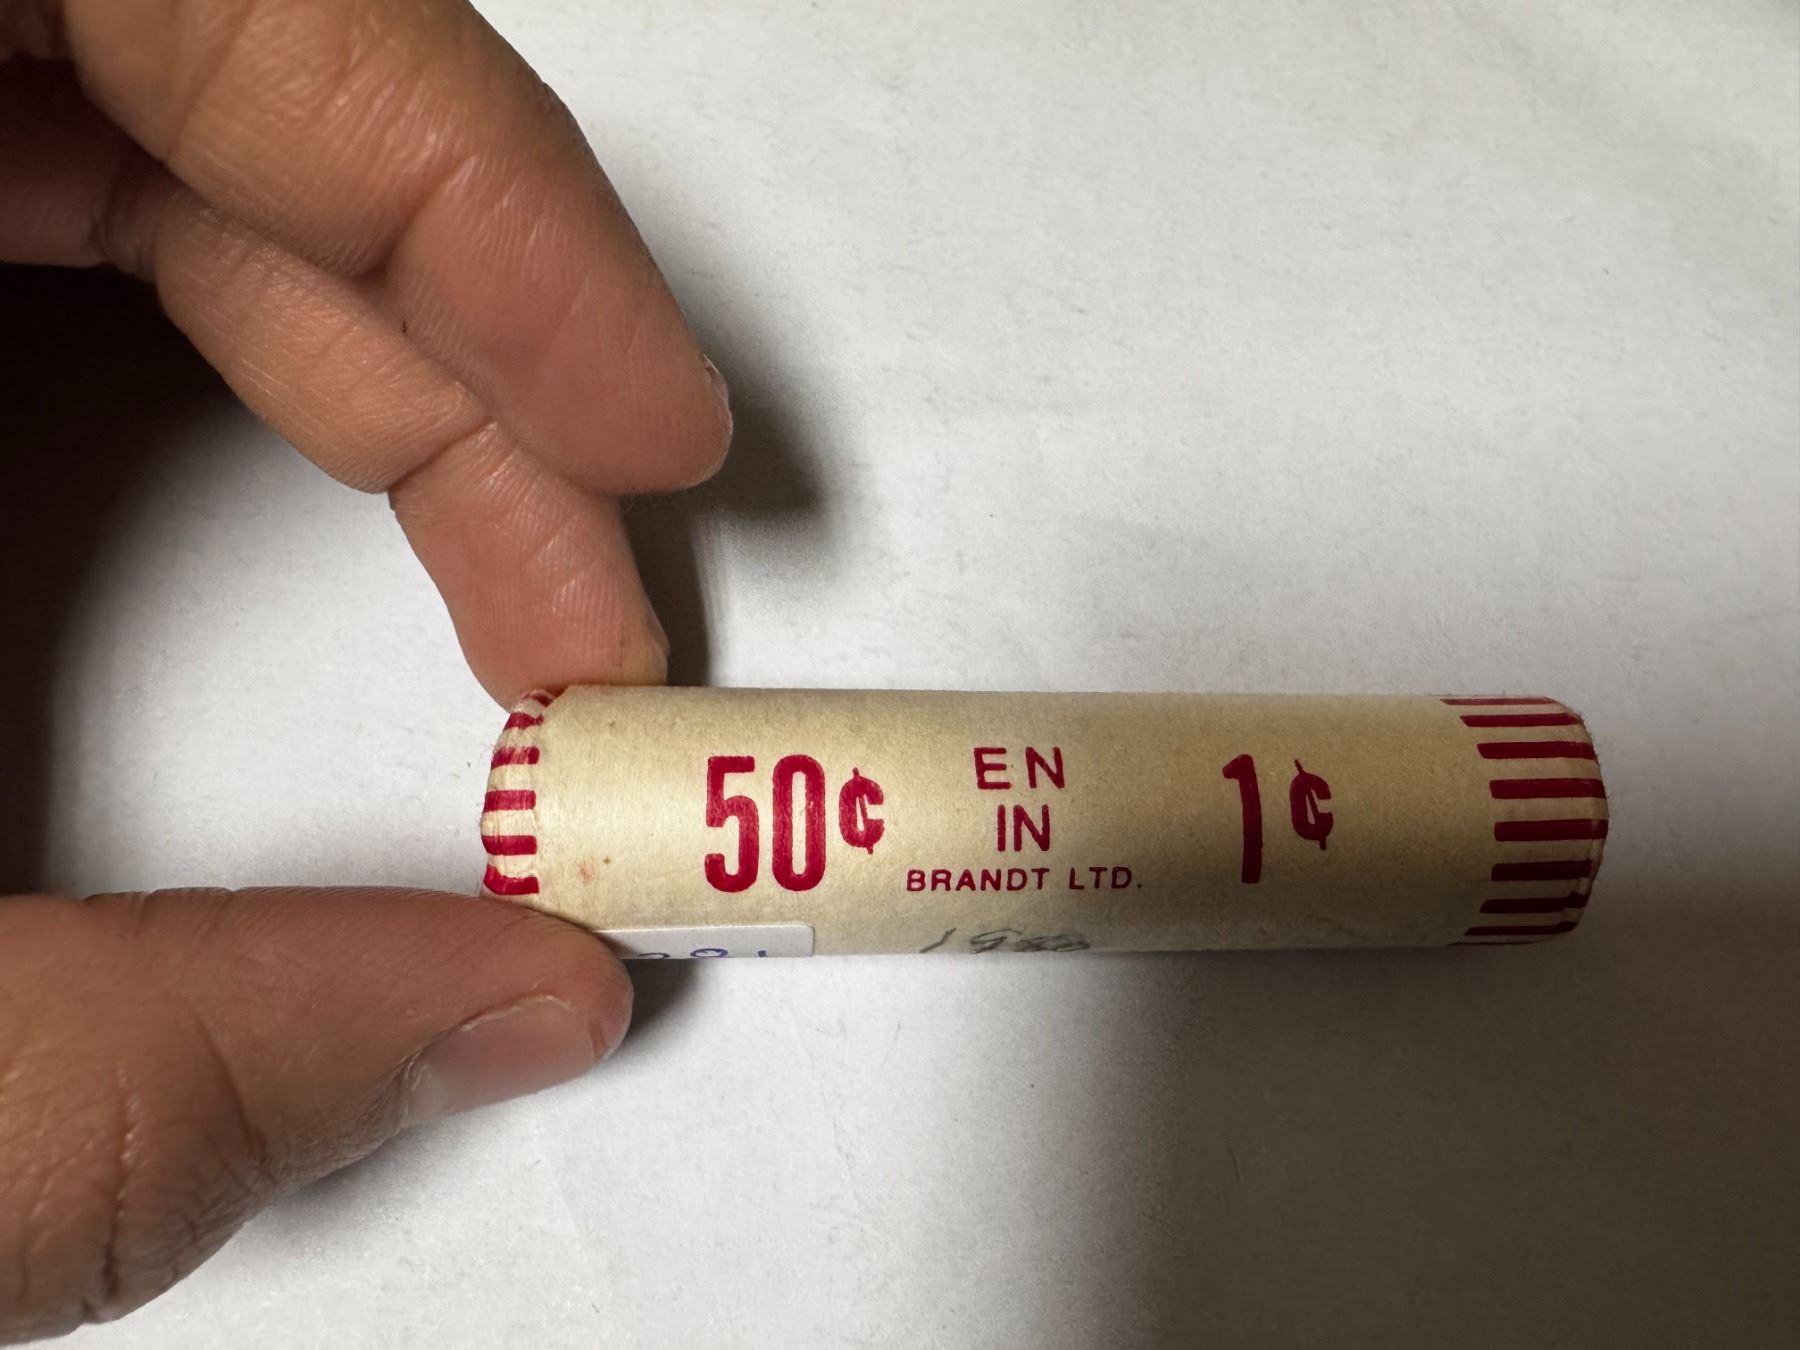 50¢ EN IN 1¢
BRANDT LTD.